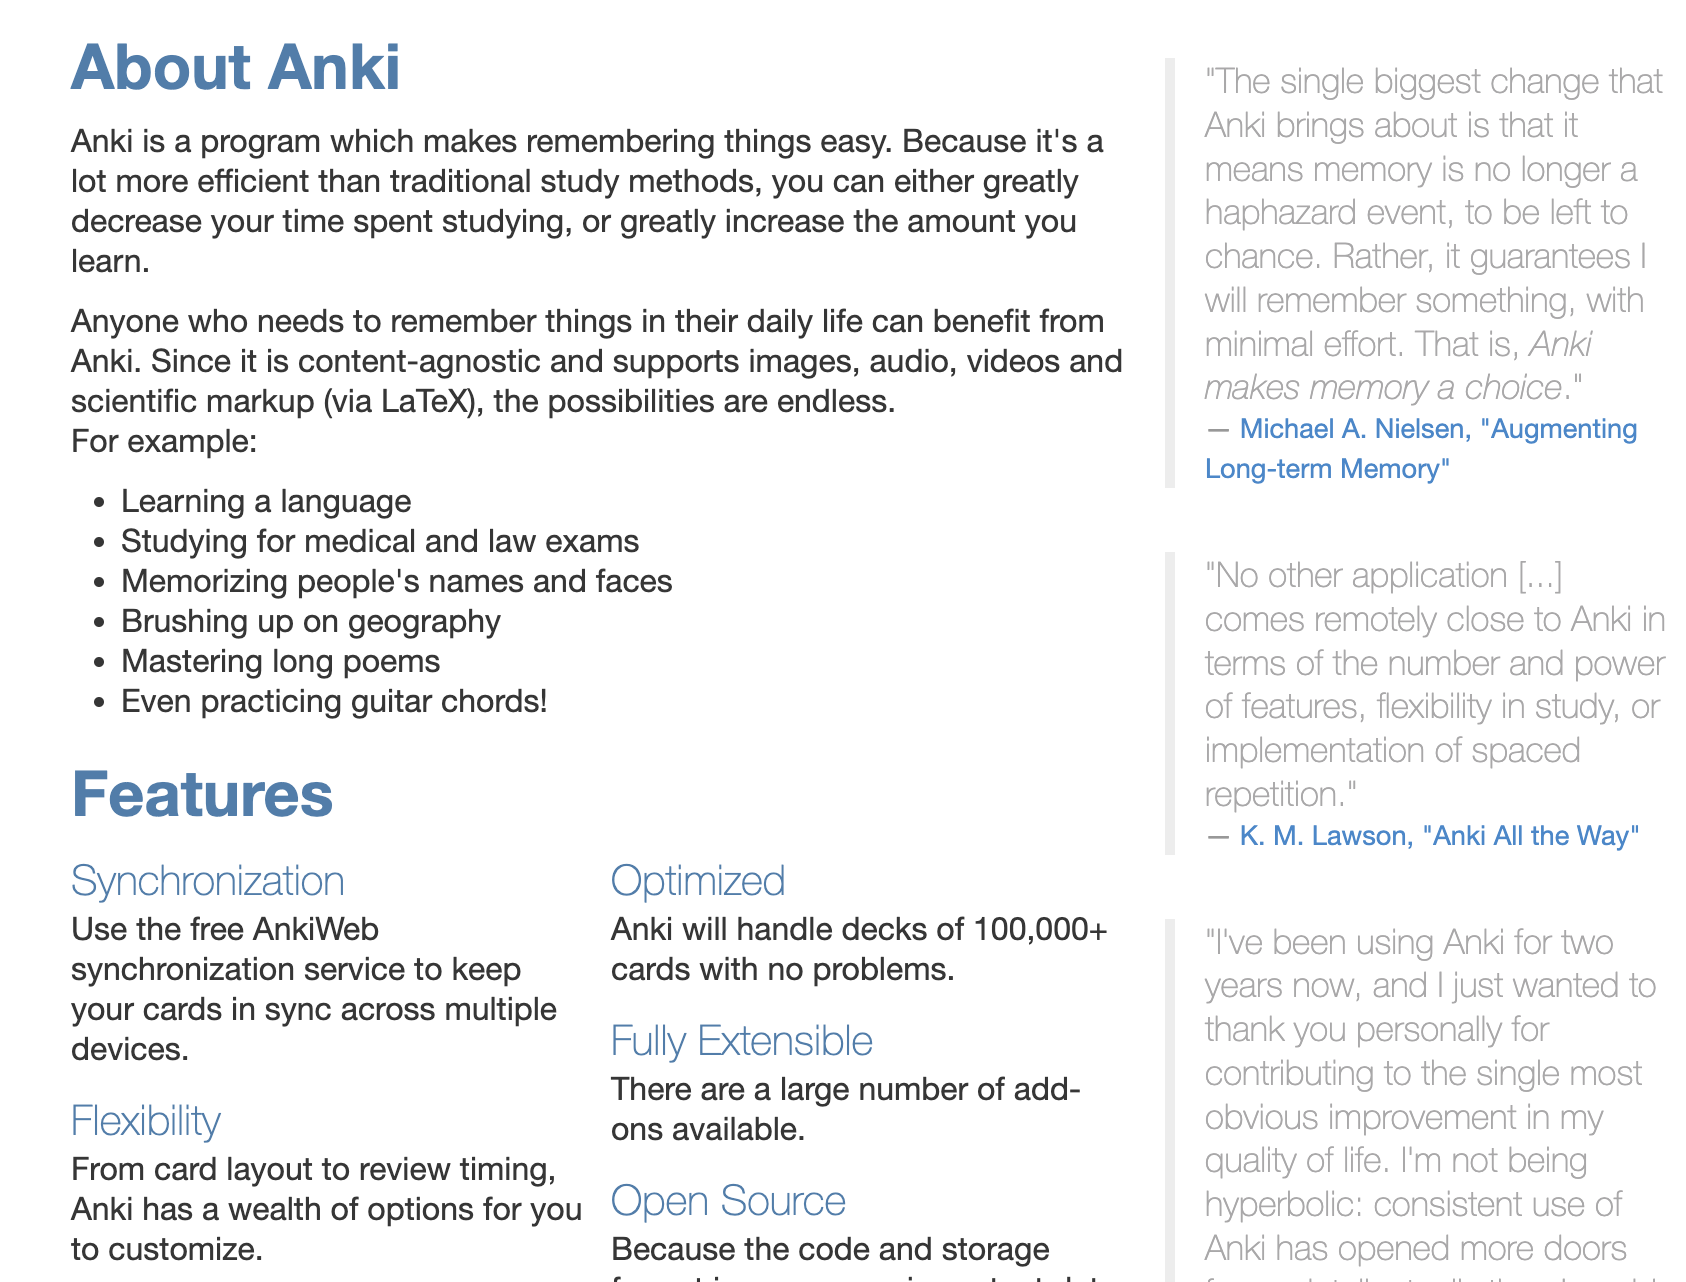 About Anki
Anki is a program which makes remembering things easy. Because it's a
lot more efficient than traditional study methods, you can either greatly
decrease your time spent studying, or greatly increase the amount you
learn.
Anyone who needs to remember things in their daily life can benefit from
Anki. Since it is content-agnostic and supports images, audio, videos and
scientific markup (via LaTeX), the possibilities are endless.
For example:
• Learning a language
• Studying for medical and law exams
• Memorizing people's names and faces
• Brushing up on geography
• Mastering long poems
• Even practicing guitar chords!
Features
Synchronization
Use the free AnkiWeb
synchronization service to keep
your cards in sync across multiple
devices.
Flexibility
From card layout to review timing,
Anki has a wealth of options for you
to customize.
Optimized
Anki will handle decks of 100,000+
cards with no problems.
Fully Extensible
There are a large number of add-
ons available.
Open Source
Because the code and storage
"The single biggest change that
Anki brings about is that it
means memory is no longer a
haphazard event, to be left to
chance. Rather, it guarantees I
will remember something, with
minimal effort. That is, Anki
makes memory a choice."
— Michael A. Nielsen, "Augmenting
Long-term Memory"
"No other application [...]
comes remotely close to Anki in
terms of the number and power
of features, flexibility in study, or
implementation of spaced
repetition."
— K. M. Lawson, "Anki All the Way"
"I've been using Anki for two
years now, and I just wanted to
thank you personally for
contributing to the single most
obvious improvement in my
quality of life. I'm not being
hyperbolic: consistent use of
Anki has opened more doors